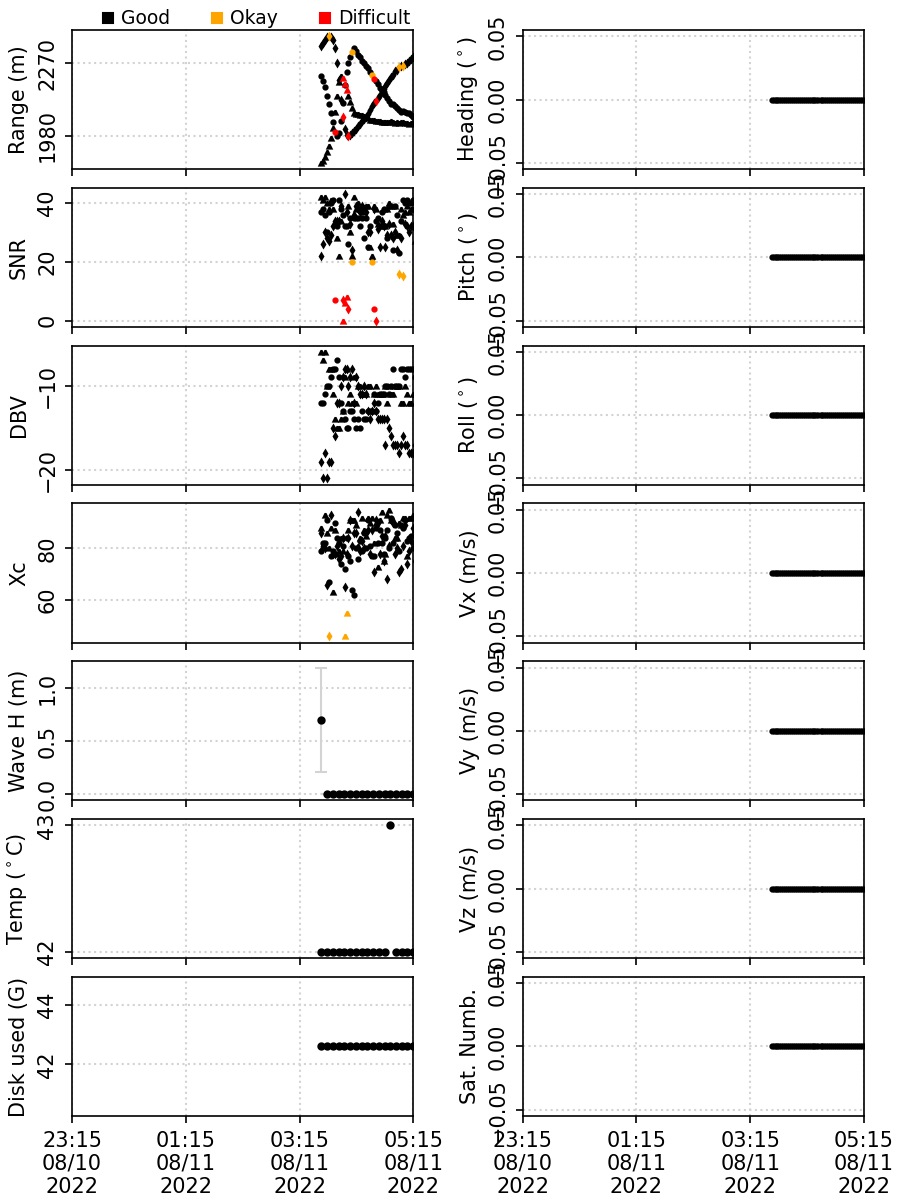 Good Okay Difficult
Range (m)
2270
1980
Heading (°)
0.05
0.00
−0.05
SNR
40
20
0
Pitch (°)
0.05
0.00
−0.05
DBV
−10
−20
Roll (°)
0.05
0.00
−0.05
Xc
80
60
Vx (m/s)
0.05
0.00
−0.05
Wave H (m)
1.0
0.5
0.0
Vy (m/s)
0.05
0.00
−0.05
Temp (°C)
43
42
Vz (m/s)
0.05
0.00
−0.05
Disk used (G)
44
42
Sat. Numb.
0.05
0.00
−0.05
23:15 01:15 03:15 05:15
08/10 08/11 08/11 08/11
2022 2022 2022 2022
23:15 01:15 03:15 05:15
08/10 08/11 08/11 08/11
2022 2022 2022 2022